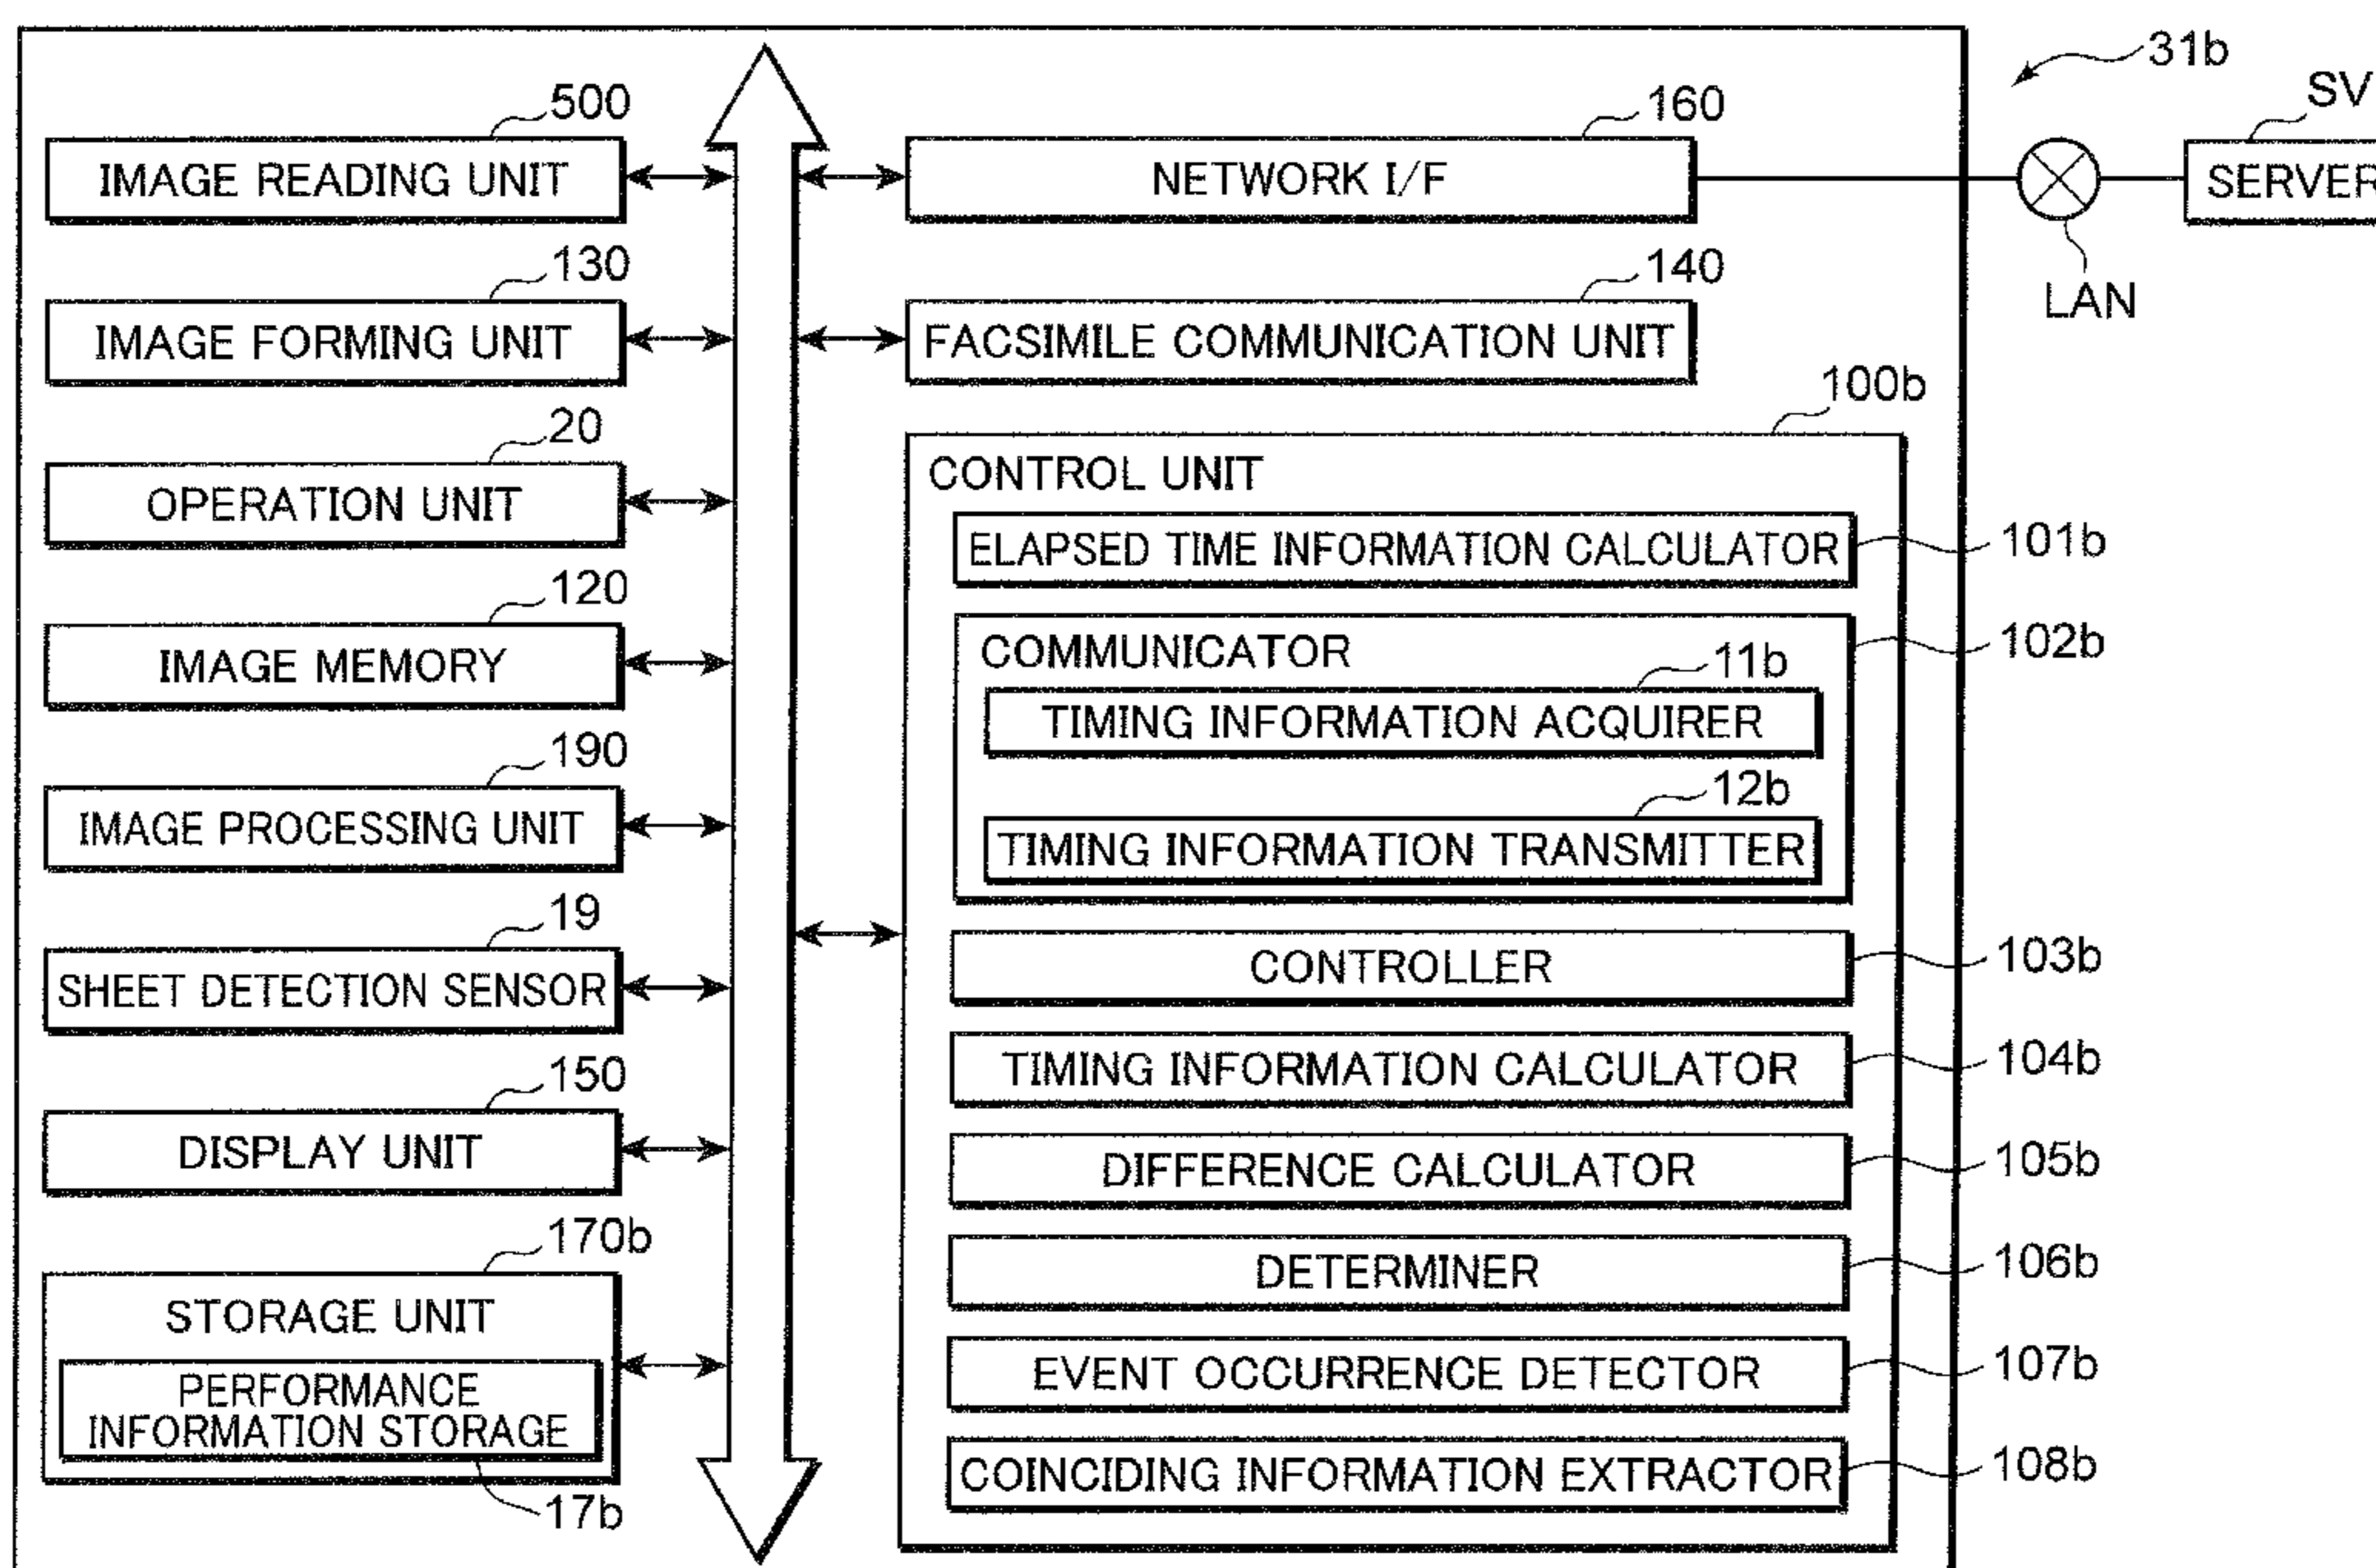 31b
SV
500
IMAGE READING UNIT
160
NETWORK I/F
SERVER
LAN
130
IMAGE FORMING UNIT
140
FACSIMILE COMMUNICATION UNIT
20
OPERATION UNIT
120
IMAGE MEMORY
190
IMAGE PROCESSING UNIT
19
SHEET DETECTION SENSOR
150
DISPLAY UNIT
170b
STORAGE UNIT
PERFORMANCE
INFORMATION STORAGE
17b
100b
CONTROL UNIT
ELAPSED TIME INFORMATION CALCULATOR
101b
COMMUNICATOR
102b
11b
TIMING INFORMATION ACQUIRER
12b
TIMING INFORMATION TRANSMITTER
CONTROLLER
103b
TIMING INFORMATION CALCULATOR
104b
DIFFERENCE CALCULATOR
105b
DETERMINER
106b
EVENT OCCURRENCE DETECTOR
107b
COINCIDING INFORMATION EXTRACTOR
108b